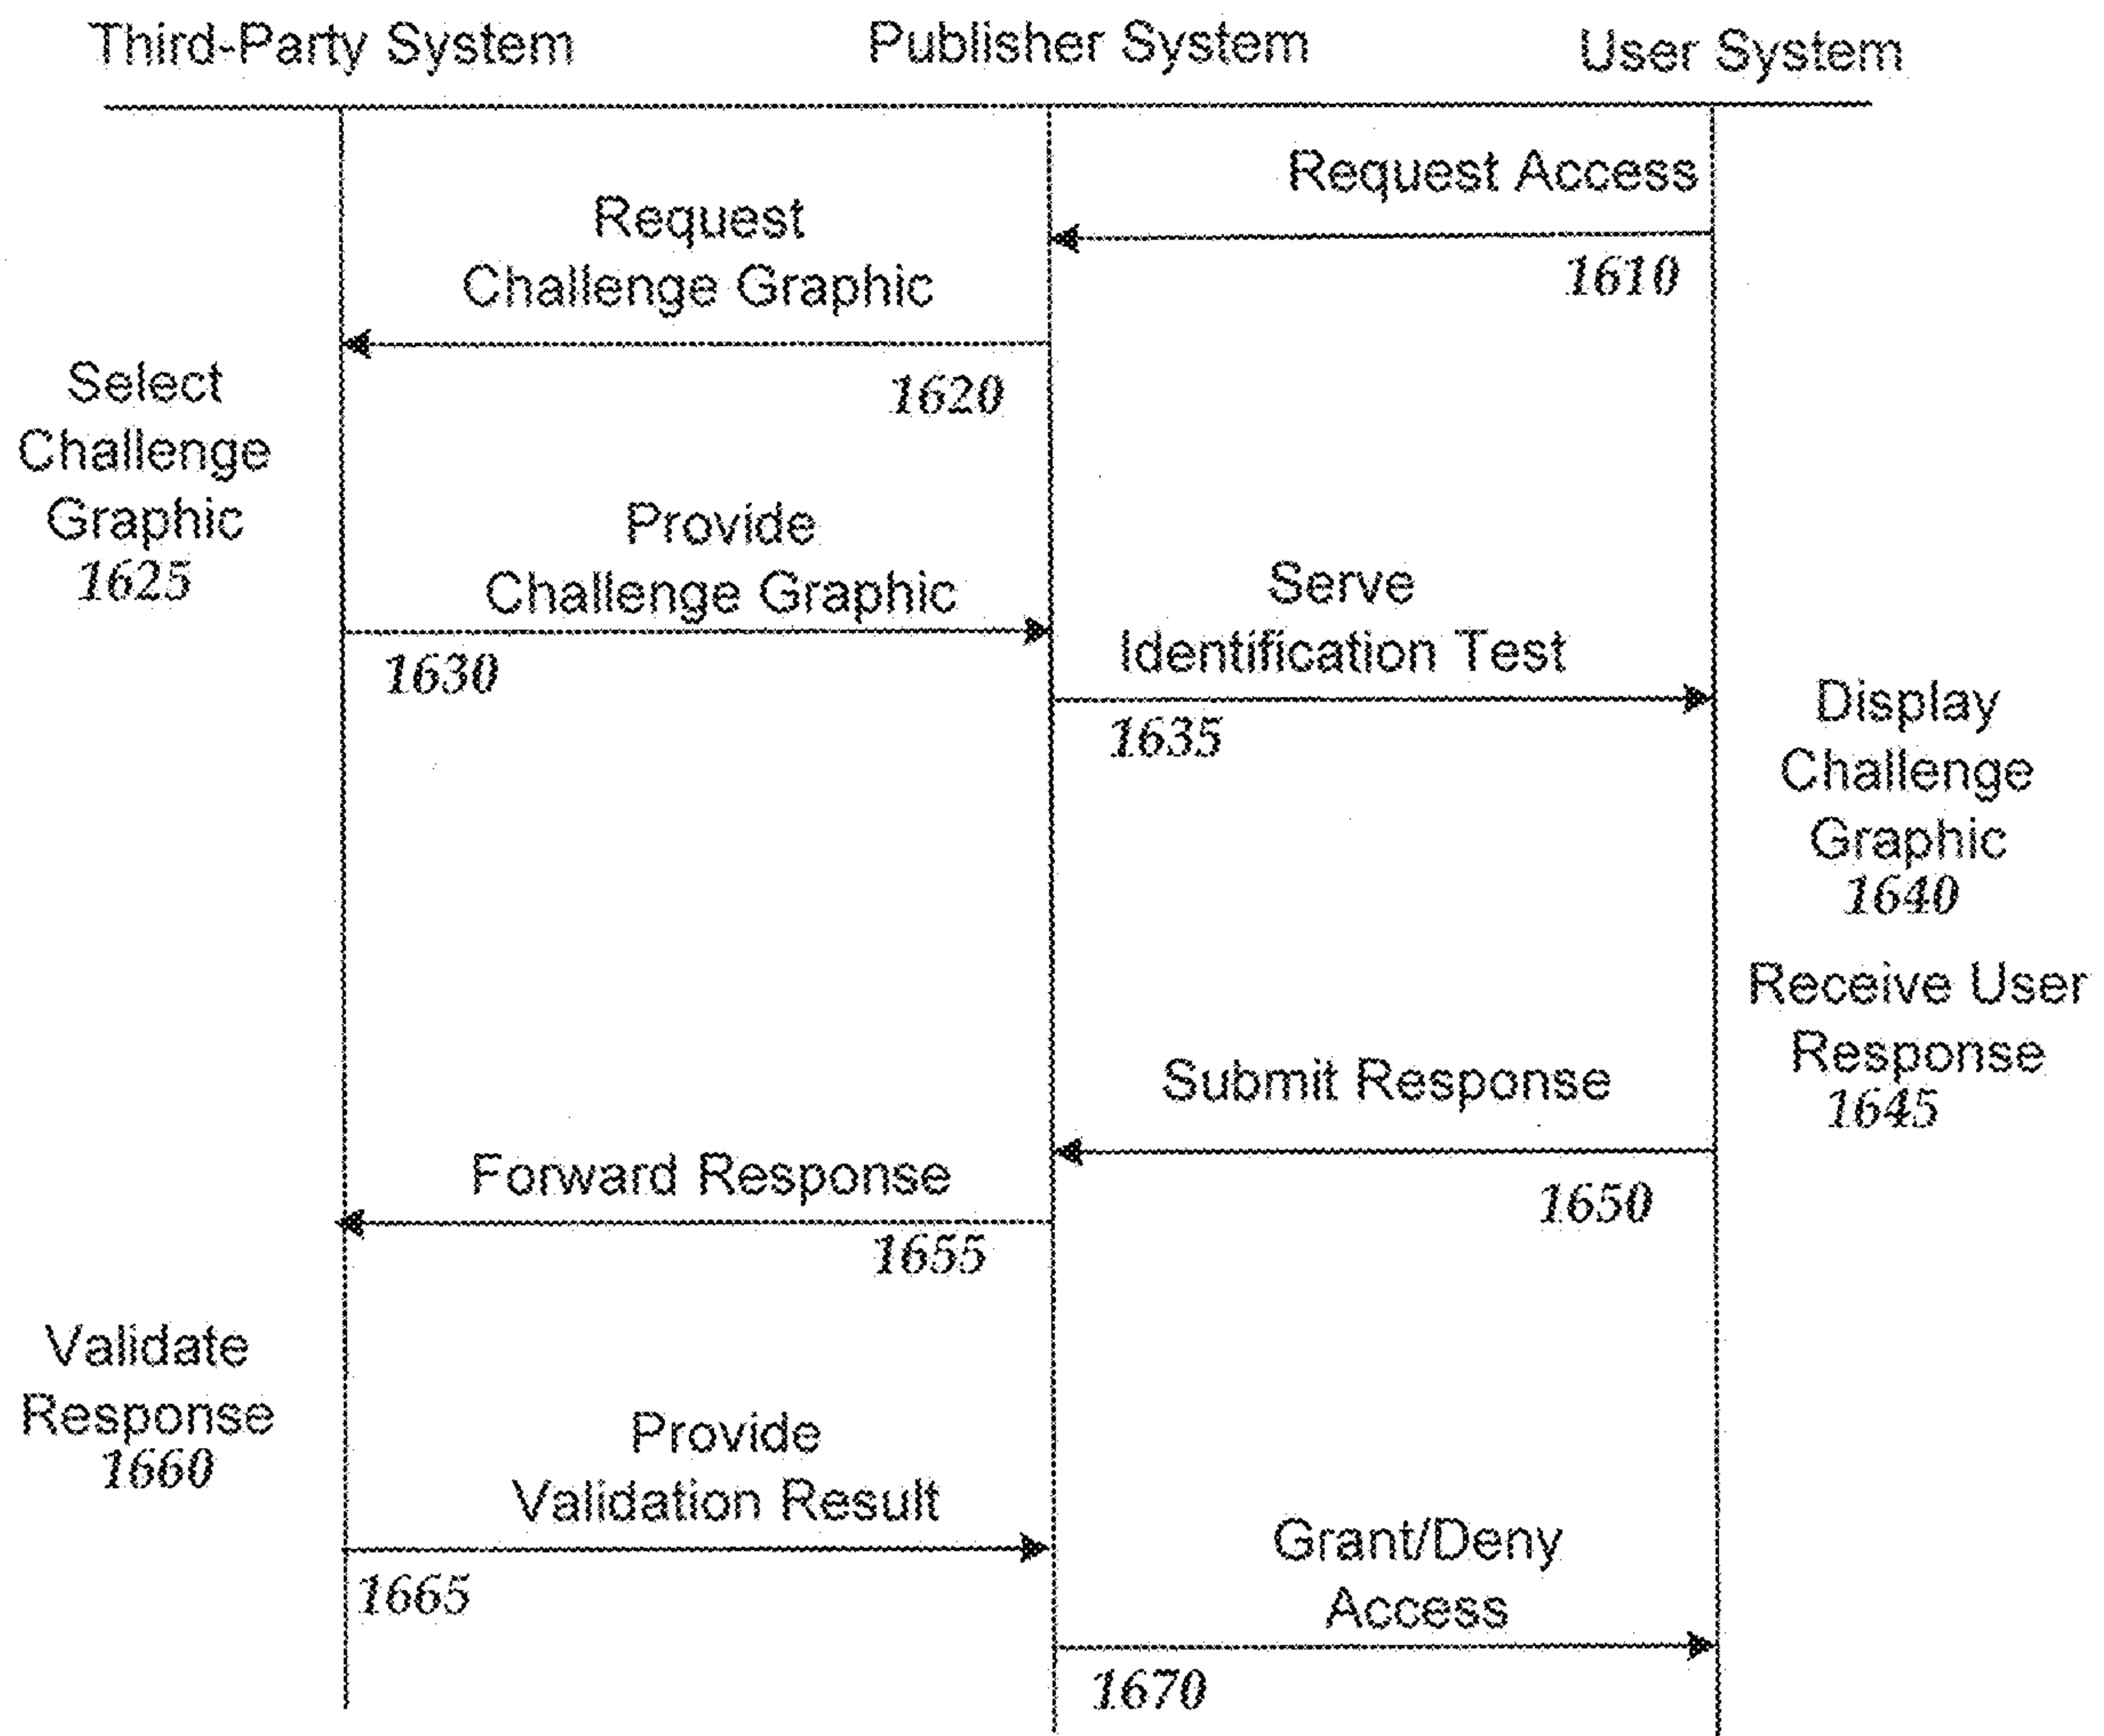 Third-Party System
Publisher System
User System
Request Access
1610
Request
Challenge Graphic
1620
Select
Challenge
Graphic
1625
Provide
Challenge Graphic
1630
Serve
Identification Test
1635
Display
Challenge
Graphic
1640
Receive User
Response
1645
Submit Response
1650
Forward Response
1655
Validate
Response
1660
Provide
Validation Result
1665
Grant/Deny
Access
1670